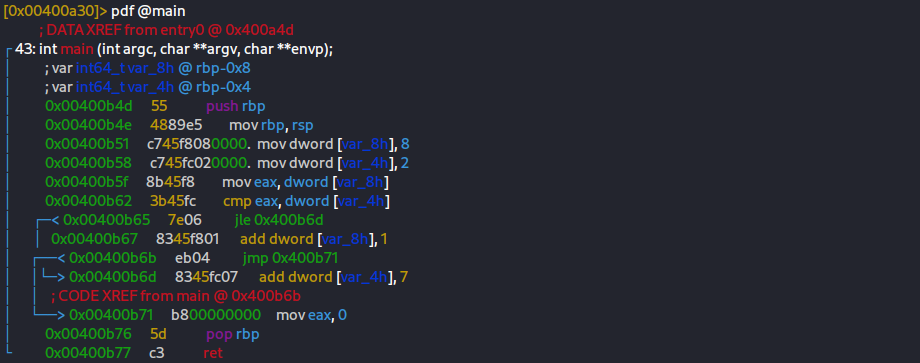 [0x00400a30]> pdf @main
; DATA XREF from entry0 @ 0x400a4d
43: int main (int argc, char **argv, char **envp);
; var int64_t var_8h @ rbp-0x8
; var int64_t var_4h @ rbp-0x4
0x00400b4d 55 push rbp
0x00400b4e 4889e5 mov rbp, rsp
0x00400b51 c745f8080000. mov dword [var_8h], 8
0x00400b58 c745fc020000. mov dword [var_4h], 2
0x00400b5f 8b45f8 mov eax, dword [var_8h]
0x00400b62 3b45fc cmp eax, dword [var_4h]
< 0x00400b65 7e06 jle 0x400b6d
0x00400b67 8345f801 add dword [var_8h], 1
< 0x00400b6b eb04 jmp 0x400b71
> 0x00400b6d 8345fc07 add dword [var_4h], 7
; CODE XREF from main @ 0x400b6b
> 0x00400b71 b800000000 mov eax, 0
0x00400b76 5d pop rbp
0x00400b77 c3 ret